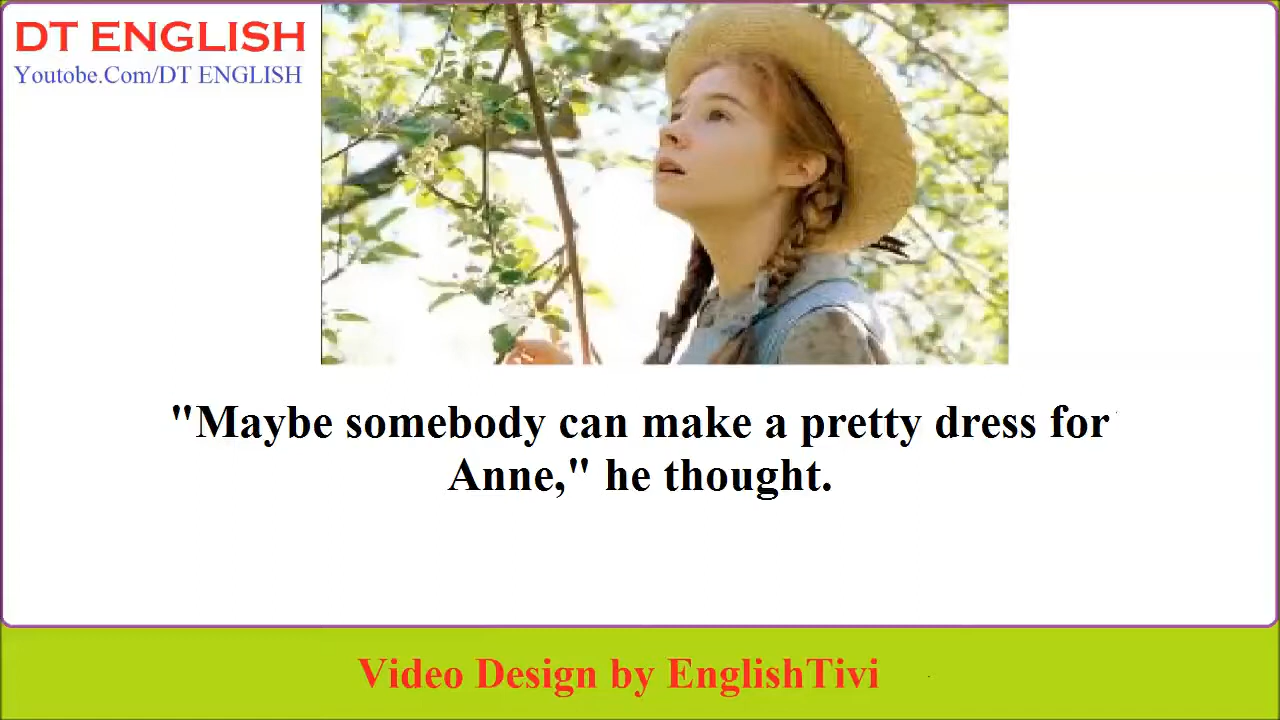 DT ENGLISH
Youtobe.Com/DT ENGLISH
"Maybe somebody can make a pretty dress for
Anne," he thought.
Video Design by EnglishTivi